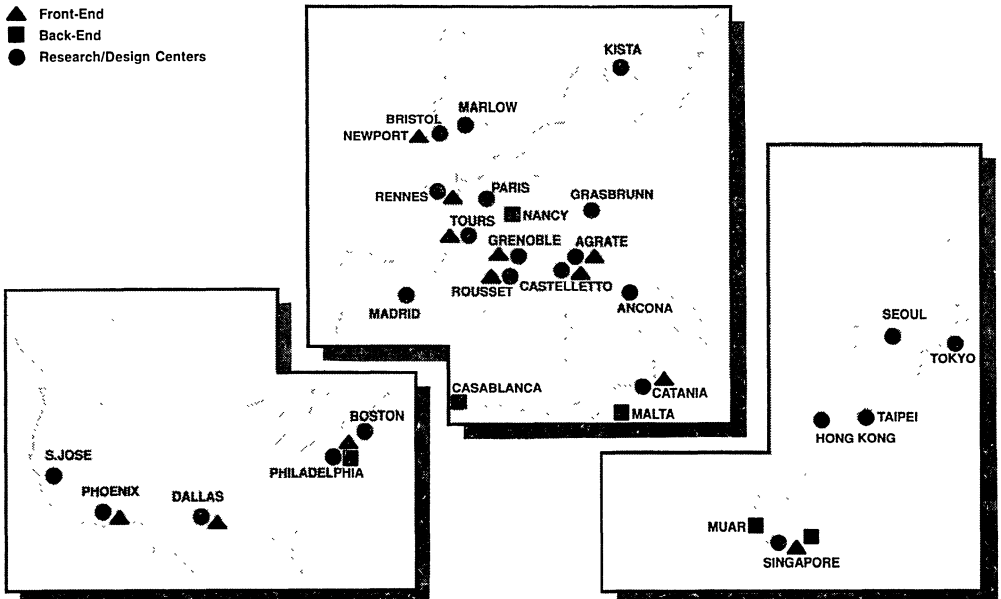 Front-End
Back-End
Research/Design Centers
KISTA
MARLOW
BRISTOL
NEWPORT
RENNES
PARIS
GRASBRUNN
NANCY
TOURS
GRENOBLE
AGRATE
ROUSSET
CASTELLETTO
MADRID
ANCONA
CASABLANCA
CATANIA
MALTA
BOSTON
PHILADELPHIA
S.JOSE
PHOENIX
DALLAS
SEOUL
TOKYO
TAIPEI
HONG KONG
MUAR
SINGAPORE